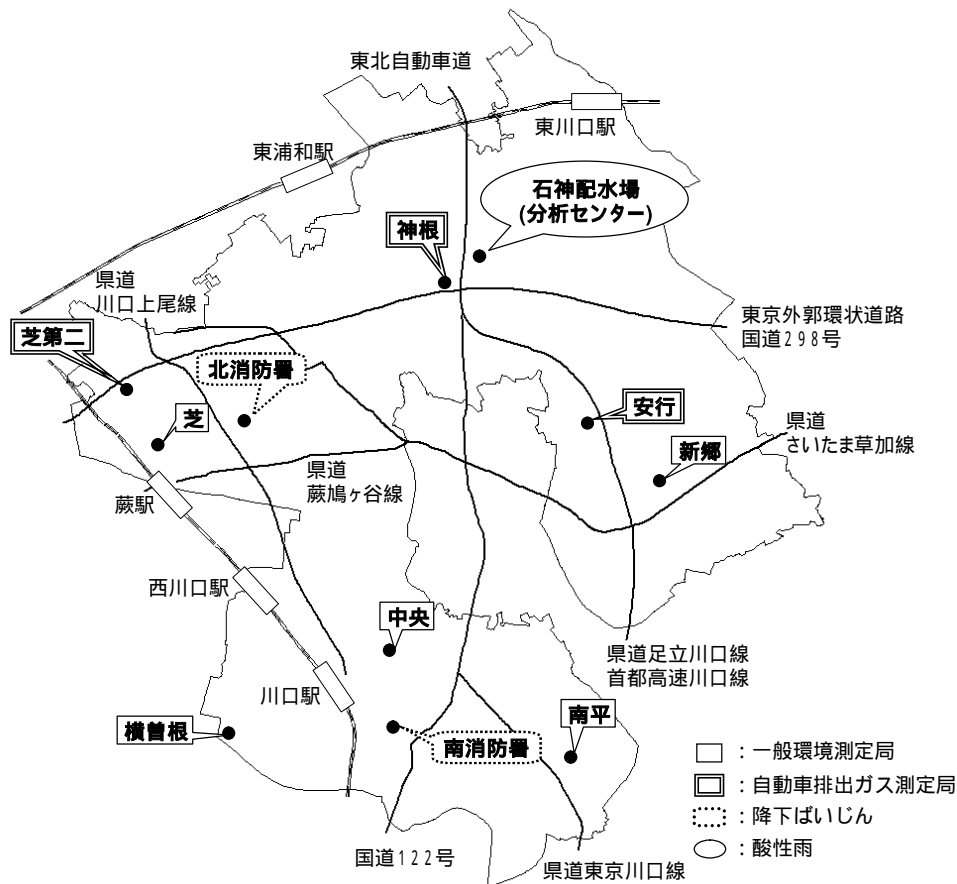 東北自動車道
東川口駅
東浦和駅
石神配水場
(分析センター)
神根
県道
川口上尾線
東京外郭環状道路
国道298号
芝第二
北消防署
安行
芝
県道
さいたま草加線
新郷
県道
蕨鳩ヶ谷線
蕨駅
西川口駅
中央
県道足立川口線
首都高速川口線
川口駅
南平
横曽根
南消防署
：一般環境測定局
：自動車排出ガス測定局
：降下ばいじん
：酸性雨
国道122号
県道東京川口線